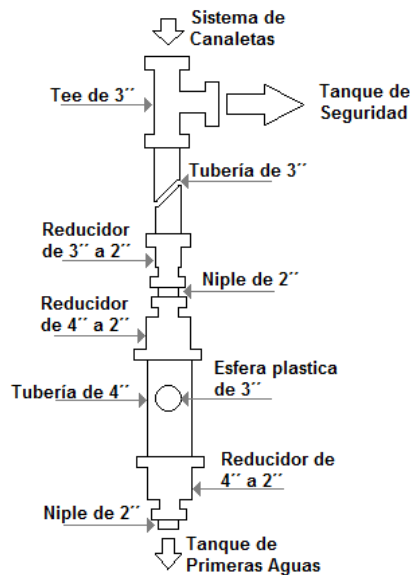 Sistema de
Canaletas
Tee de 3´´
Tanque de
Seguridad
Tubería de 3´´
Reducidor
de 3´´ a 2´´
Niple de 2´´
Reducidor
de 4´´ a 2´´
Tubería de 4´´
Esfera plastica
de 3´´
Reducidor de
4´´ a 2´´
Niple de 2´´
Tanque de
Primeras Aguas